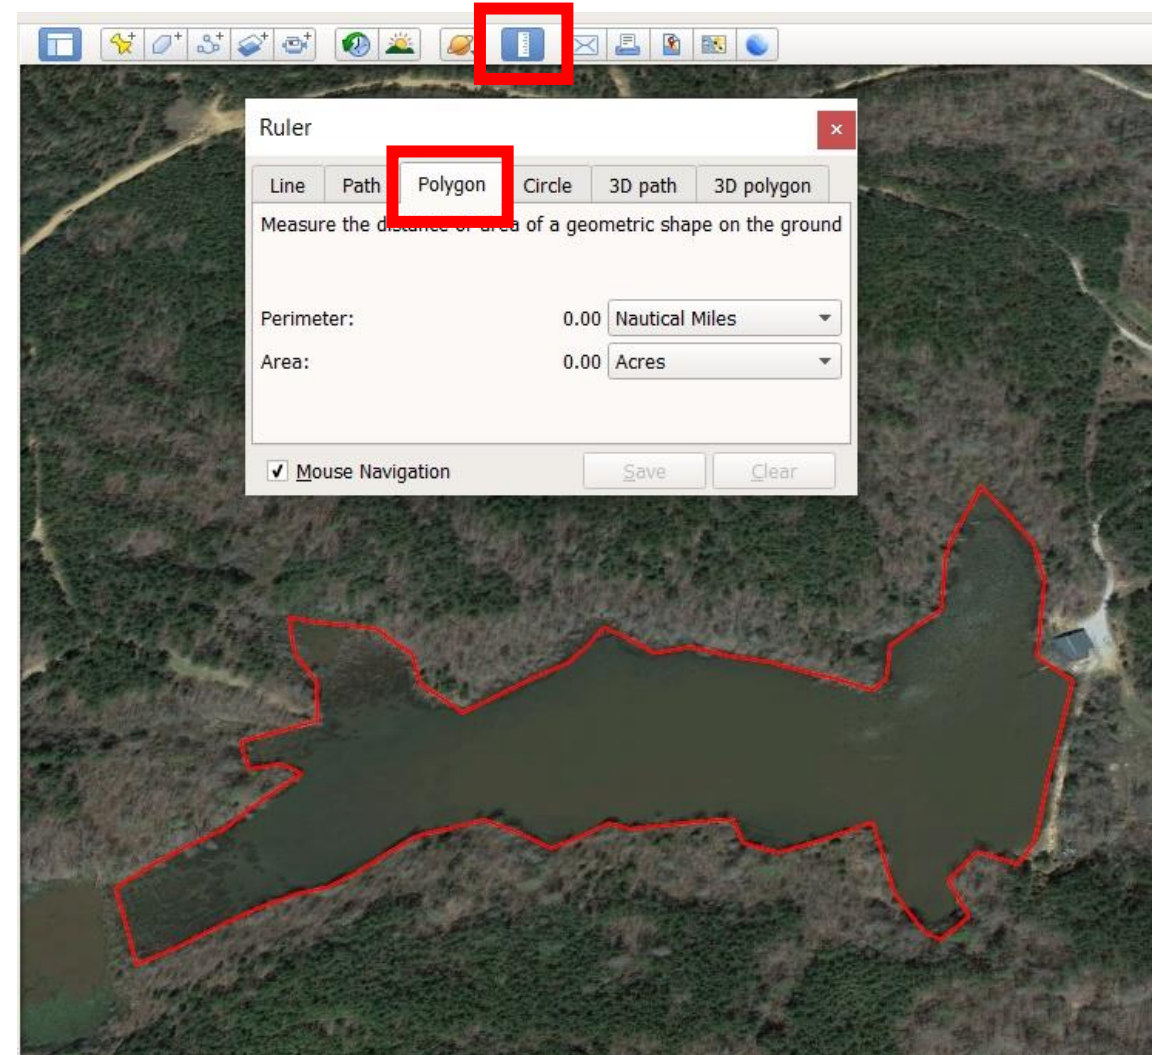 Ruler
Line Path Polygon Circle 3D path 3D polygon
Measure the distance or area of a geometric shape on the ground
Perimeter: 0.00 Nautical Miles
Area: 0.00 Acres
Mouse Navigation Save Clear